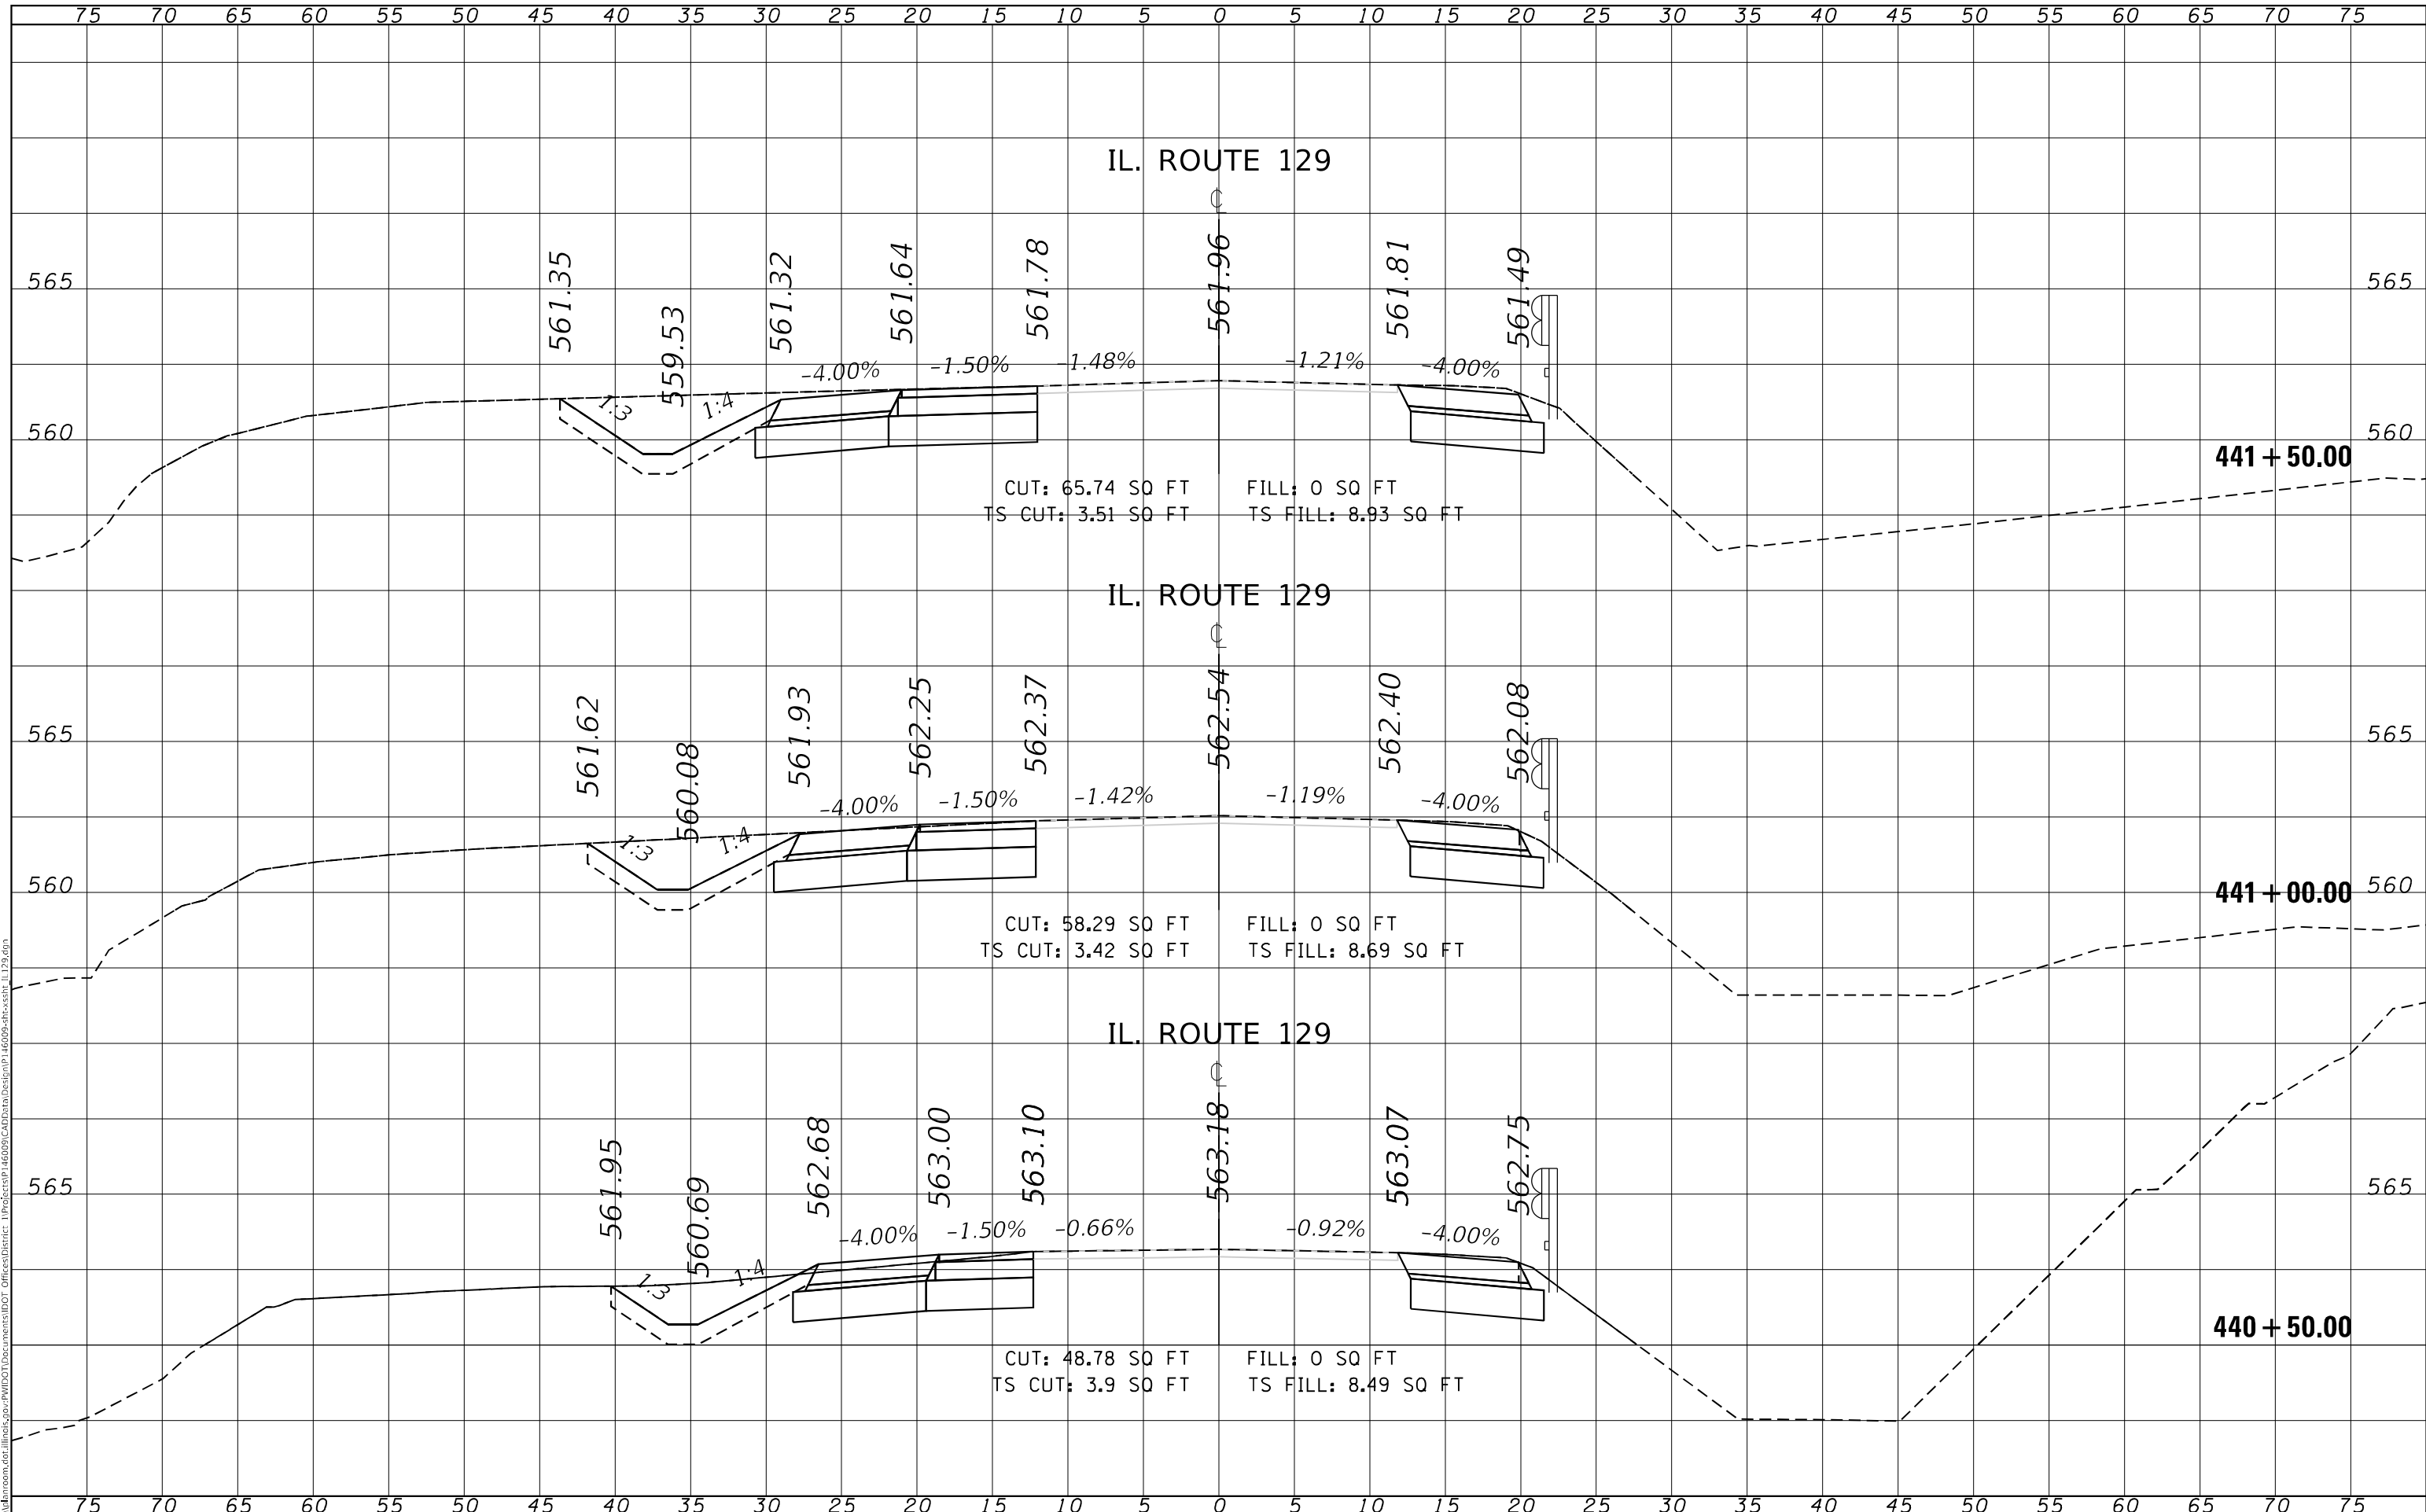 75 70 65 60 55 50 45 40 35 30 25 20 15 10 5 0 5 10 15 20 25 30 35 40 45 50 55 60 65 70 75
IL. ROUTE 129
℄
561.35 559.53 561.32 561.64 561.78 561.96 561.81 561.49
565 565
1:3 1:4 -4.00% -1.50% -1.48% -1.21% -4.00%
560 560
441+50.00
CUT: 65.74 SQ FT FILL: 0 SQ FT
TS CUT: 3.51 SQ FT TS FILL: 8.93 SQ FT
IL. ROUTE 129
℄
561.62 560.08 561.93 562.25 562.37 562.54 562.40 562.08
565 565
1:3 1:4 -4.00% -1.50% -1.42% -1.19% -4.00%
560 441+00.00 560
CUT: 58.29 SQ FT FILL: 0 SQ FT
TS CUT: 3.42 SQ FT TS FILL: 8.69 SQ FT
IL. ROUTE 129
℄
561.95 560.69 562.68 563.00 563.10 563.18 563.07 562.75
565 565
1:3 1:4 -4.00% -1.50% -0.66% -0.92% -4.00%
440+50.00
CUT: 48.78 SQ FT FILL: 0 SQ FT
TS CUT: 3.9 SQ FT TS FILL: 8.49 SQ FT
75 70 65 60 55 50 45 40 35 30 25 20 15 10 5 0 5 10 15 20 25 30 35 40 45 50 55 60 65 70 75